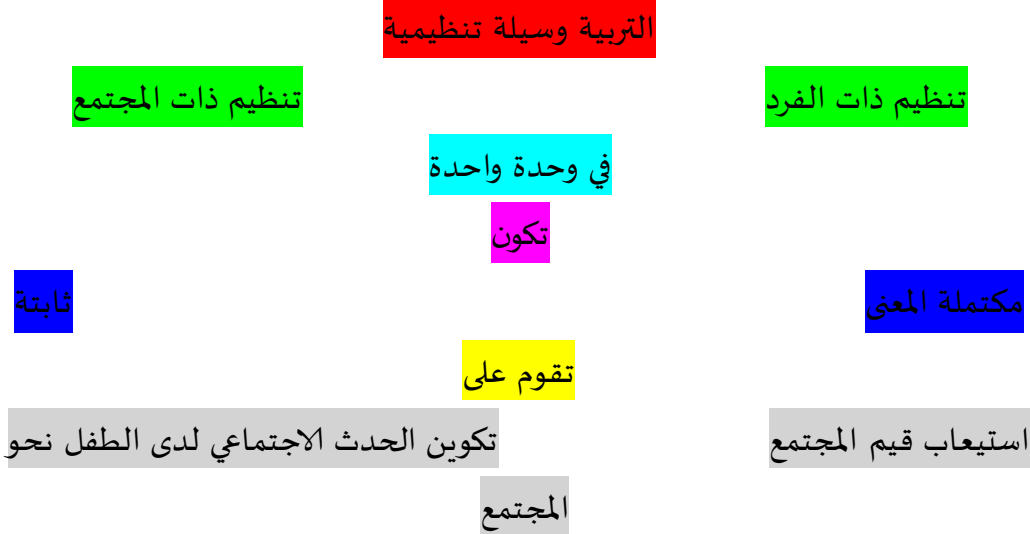 التربية وسيلة تنظيمية
تنظيم ذات الفرد تنظيم ذات المجتمع
في وحدة واحدة
تكون
مكتملة المعنى ثابتة
تقوم على
استيعاب قيم المجتمع تكوين الحدث الاجتماعي لدى الطفل نحو
المجتمع